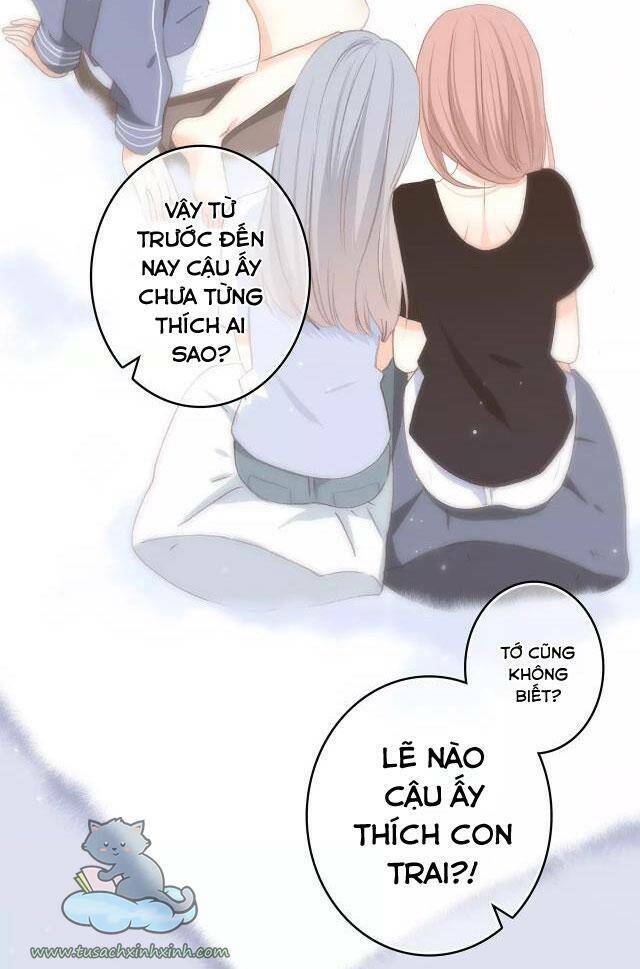 VẬY TỪ
TRƯỚC ĐẾN
NAY CẬU ẤY
CHƯA TỪNG
THÍCH AI
SAO?
TỚ CŨNG
KHÔNG
BIẾT?
LẼ NÀO
CẬU ẤY
THÍCH CON
TRAI?!
www.tusachxinhxinh.com